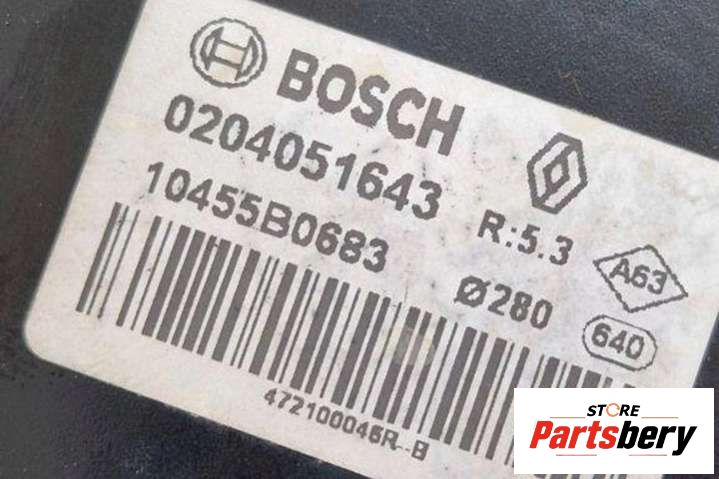 BOSCH
0204051643
10455B0683
R:5.3
A63
Ø280
640
472100046R--B
STORE
Partsbery